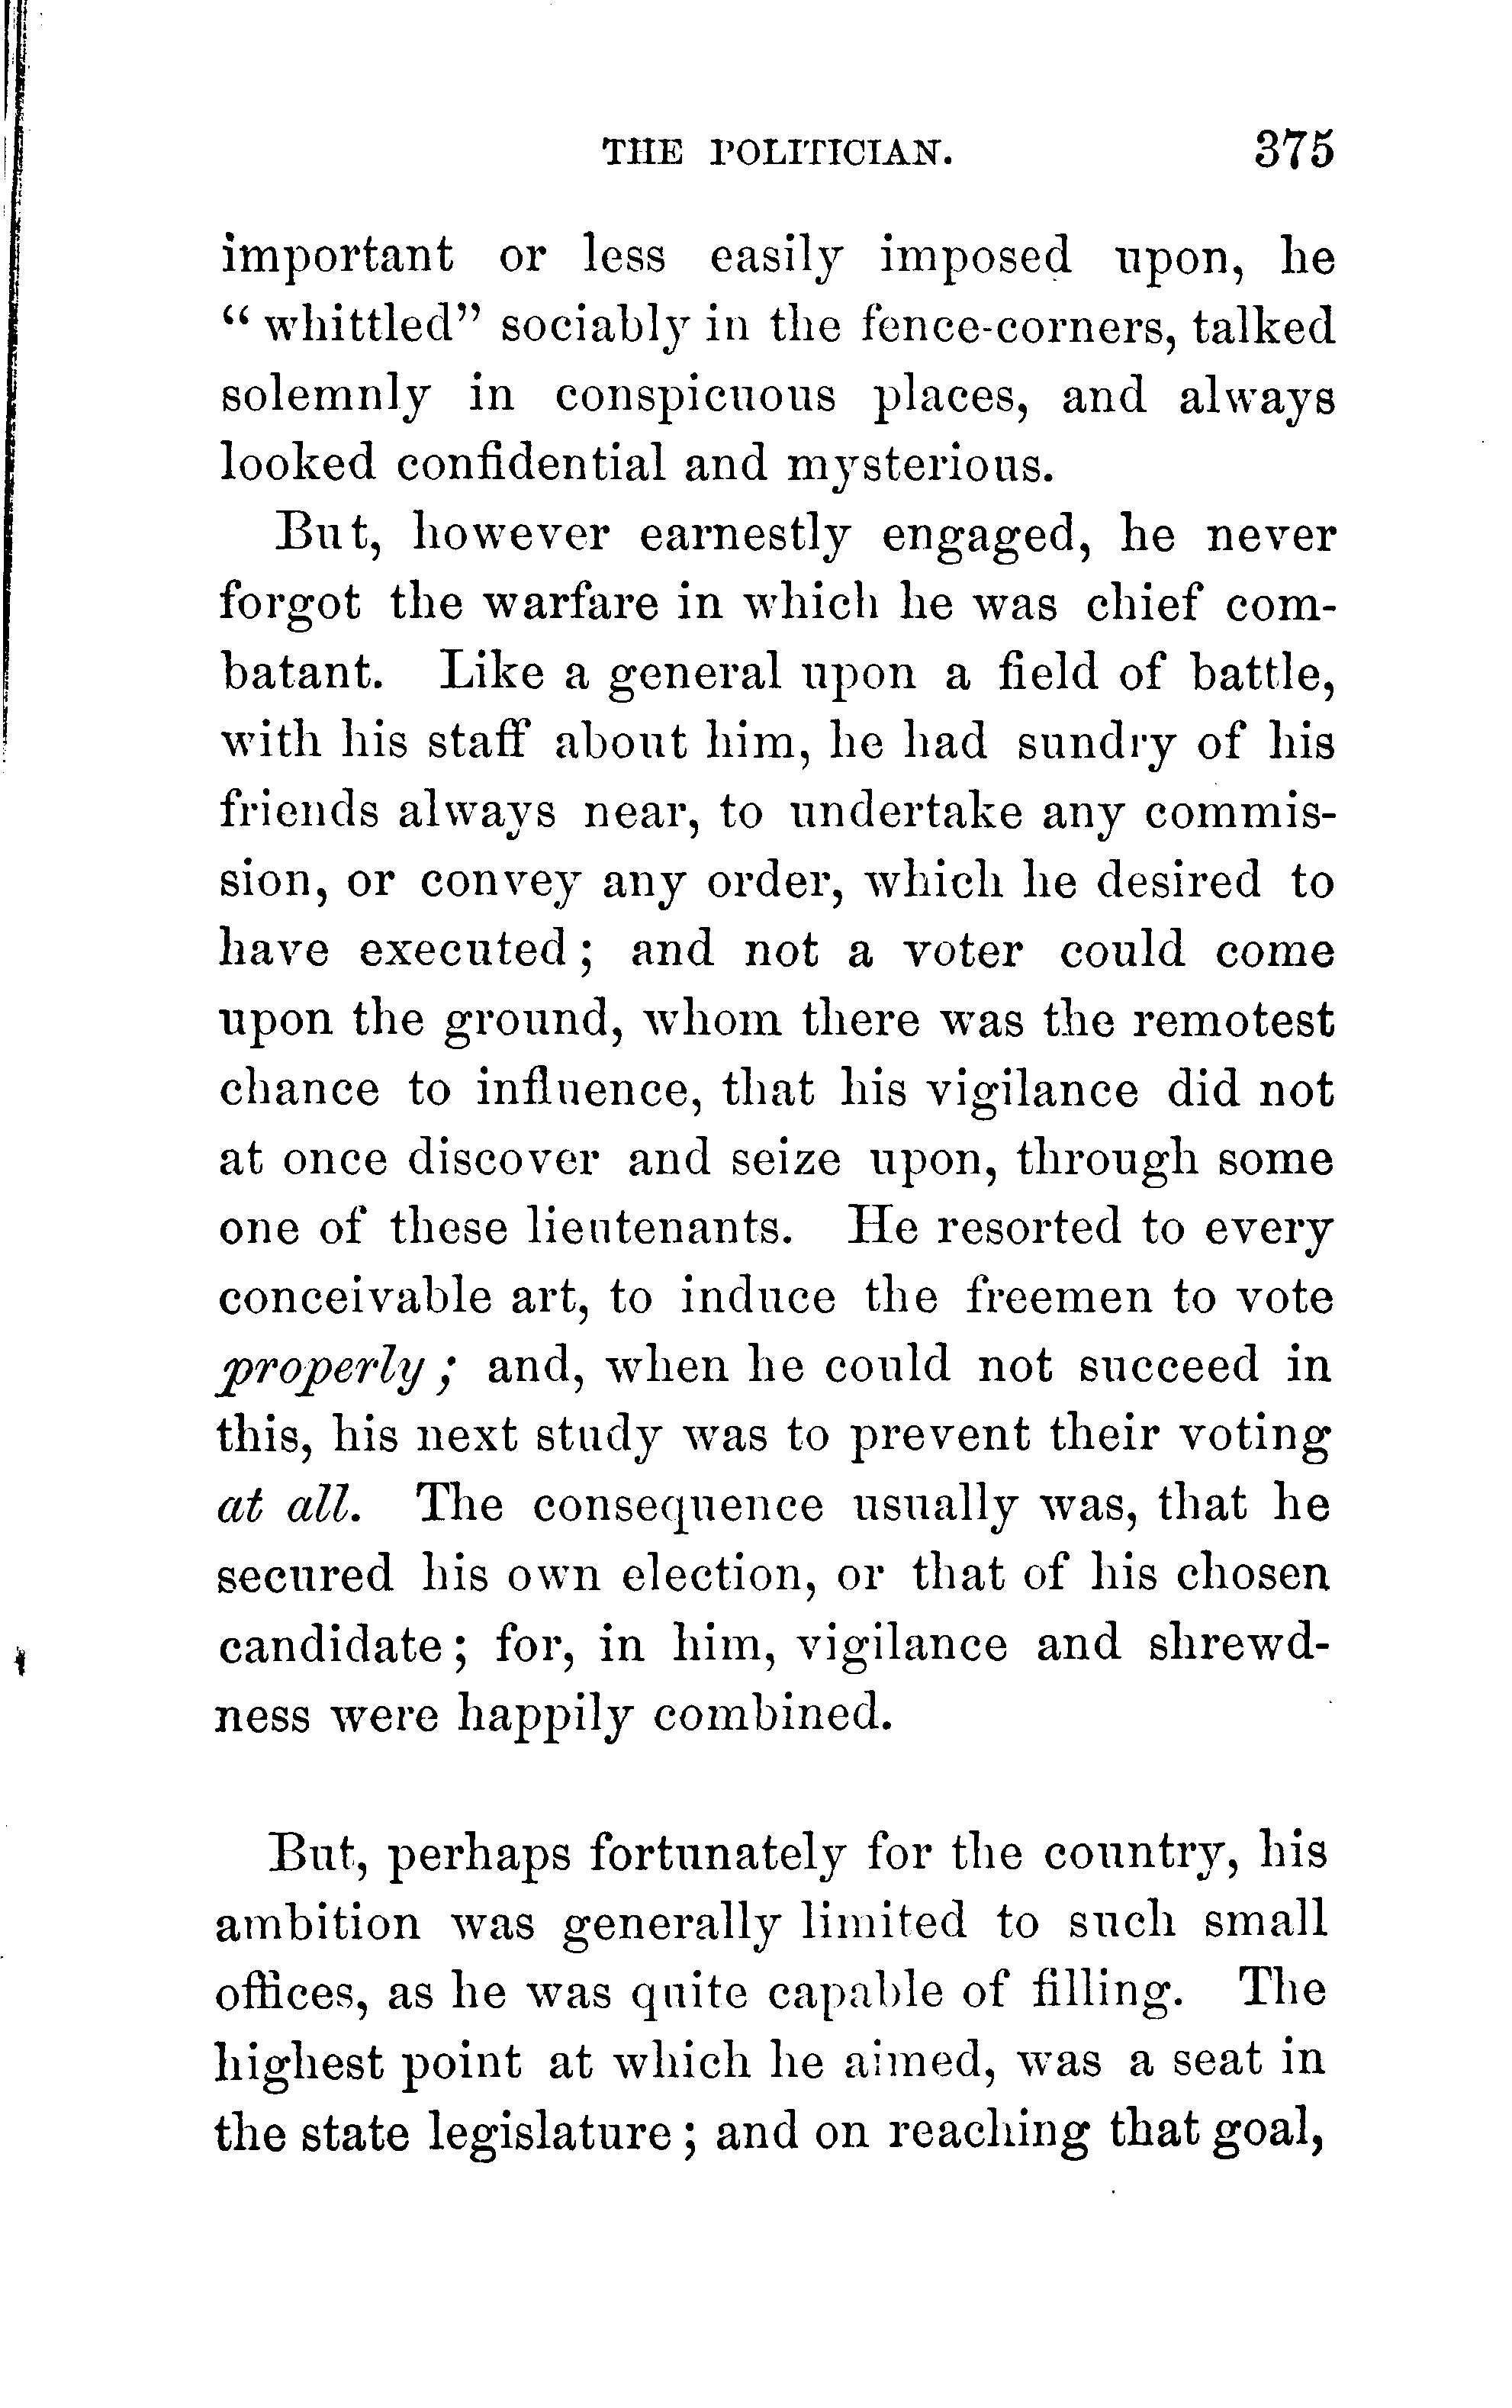 THE POLITICIAN. 375
important or less easily imposed upon, he
“ whittled” sociably in the fence-corners, talked
solemnly in conspicuous places, and always
looked confidential and mysterious.
But, however earnestly engaged, he never
forgot the warfare in which he was chief com-
batant. Like a general upon a field of battle,
with his staff about him, he had sundry of his
friends always near, to undertake any commis-
sion, or convey any order, which he desired to
have executed ; and not a voter could come
upon the ground, whom there was the remotest
chance to influence, that his vigilance did not
at once discover and seize upon, through some
one of these lieutenants. He resorted to every
conceivable art, to induce the freemen to vote
properly ; and, when he could not succeed in
this, his next study was to prevent their voting
at all. The consequence usually was, that he
secured his own election, or that of his chosen
candidate ; for, in him, vigilance and shrewd-
ness were happily combined.
But, perhaps fortunately for the country, his
ambition was generally limited to such small
offices, as he was quite capable of filling. The
highest point at which he aimed, was a seat in
the state legislature ; and on reaching that goal,